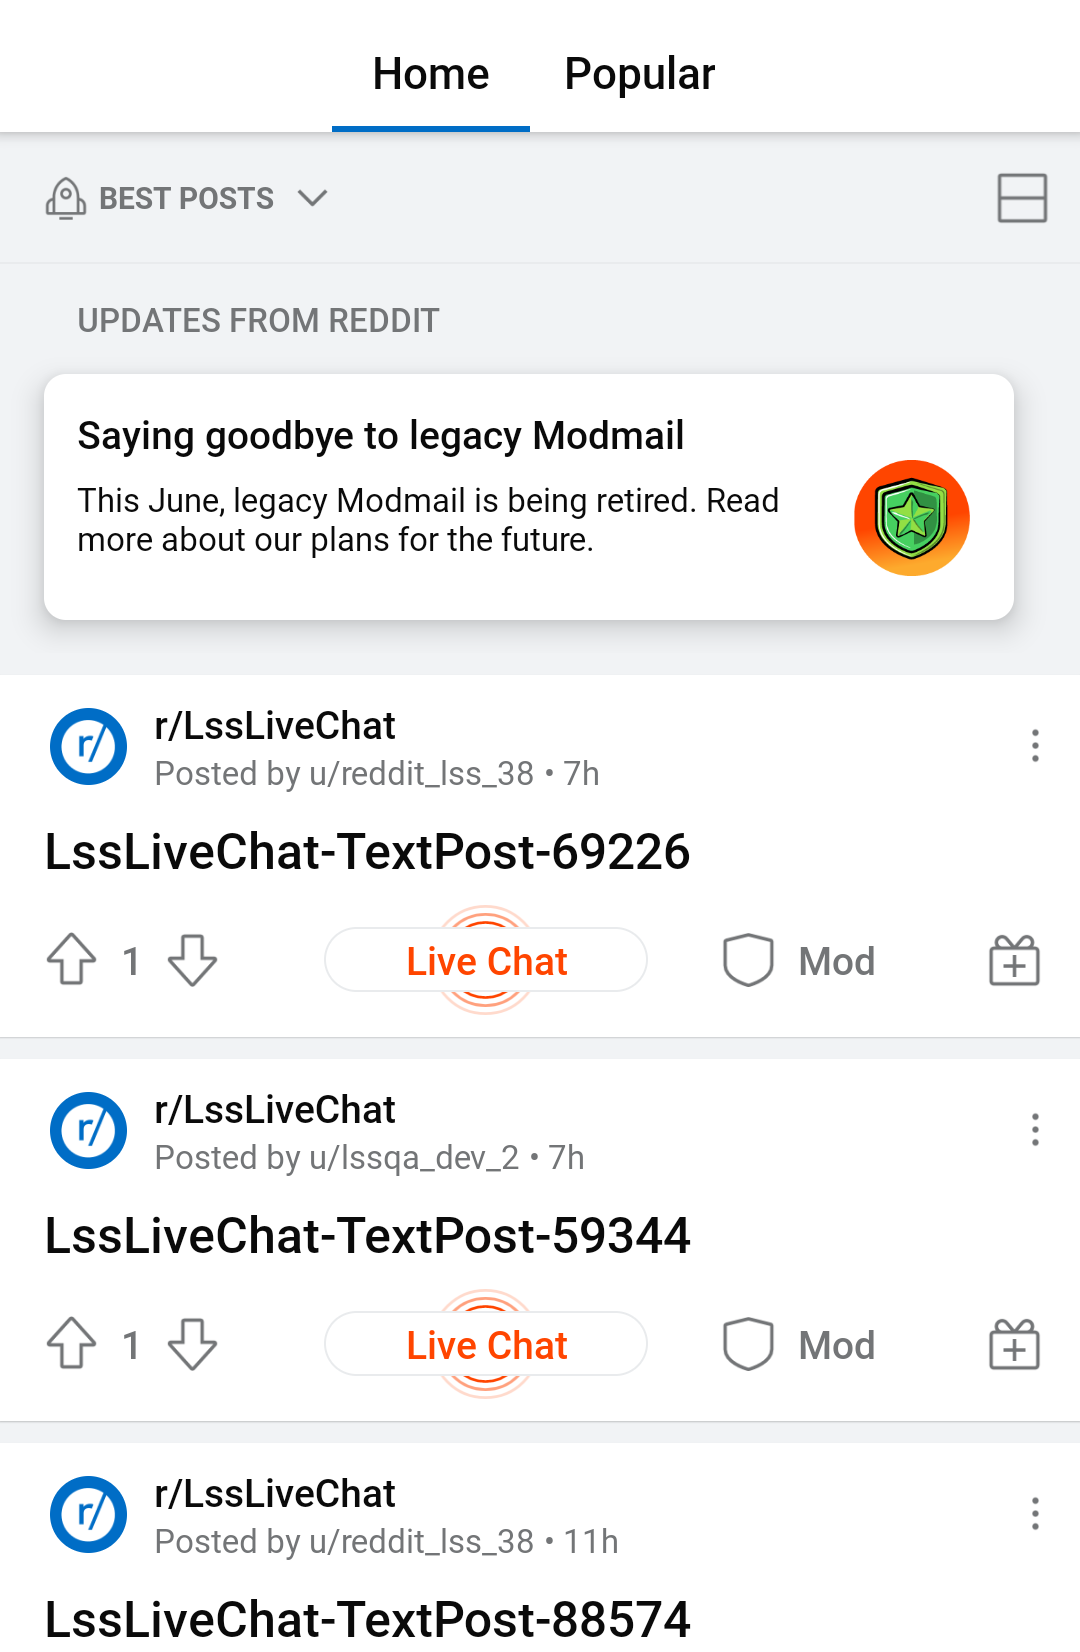 Home Popular
BEST POSTS
UPDATES FROM REDDIT
Saying goodbye to legacy Modmail
This June, legacy Modmail is being retired. Read
more about our plans for the future.
r/
r/LssLiveChat
Posted by u/reddit_lss_38 • 7h
LssLiveChat-TextPost-69226
1 Live Chat Mod
r/
r/LssLiveChat
Posted by u/lssqa_dev_2 • 7h
LssLiveChat-TextPost-59344
1 Live Chat Mod
r/
r/LssLiveChat
Posted by u/reddit_lss_38 • 11h
LssLiveChat-TextPost-88574